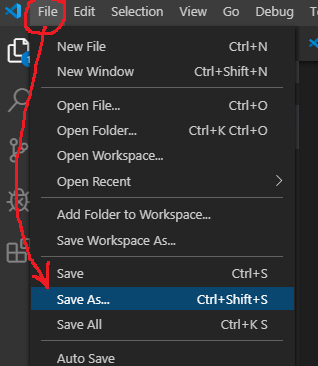 File Edit Selection View Go Debug
New File Ctrl+N
New Window Ctrl+Shift+N
Open File... Ctrl+O
Open Folder... Ctrl+K Ctrl+O
Open Workspace...
Open Recent
Add Folder to Workspace...
Save Workspace As...
Save Ctrl+S
Save As... Ctrl+Shift+S
Save All Ctrl+K S
Auto Save